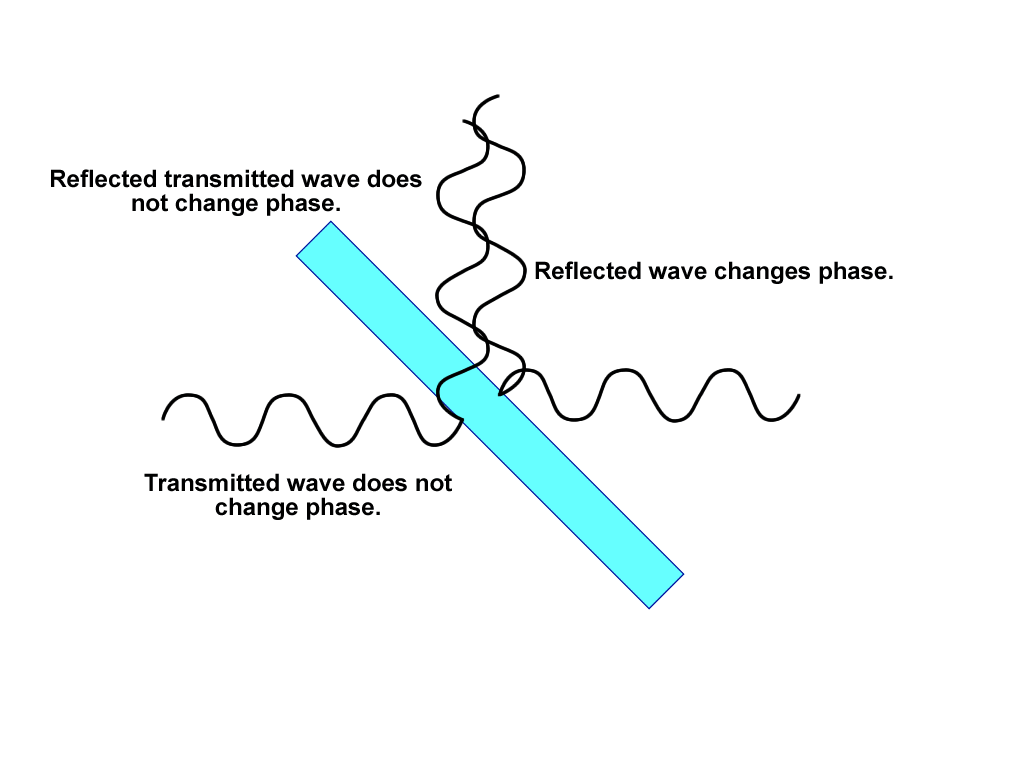 Reflected transmitted wave does
not change phase.
Reflected wave changes phase.
Transmitted wave does not
change phase.